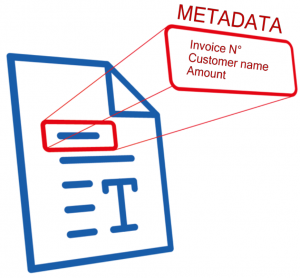 METADATA
Invoice N°
Customer name
Amount
T